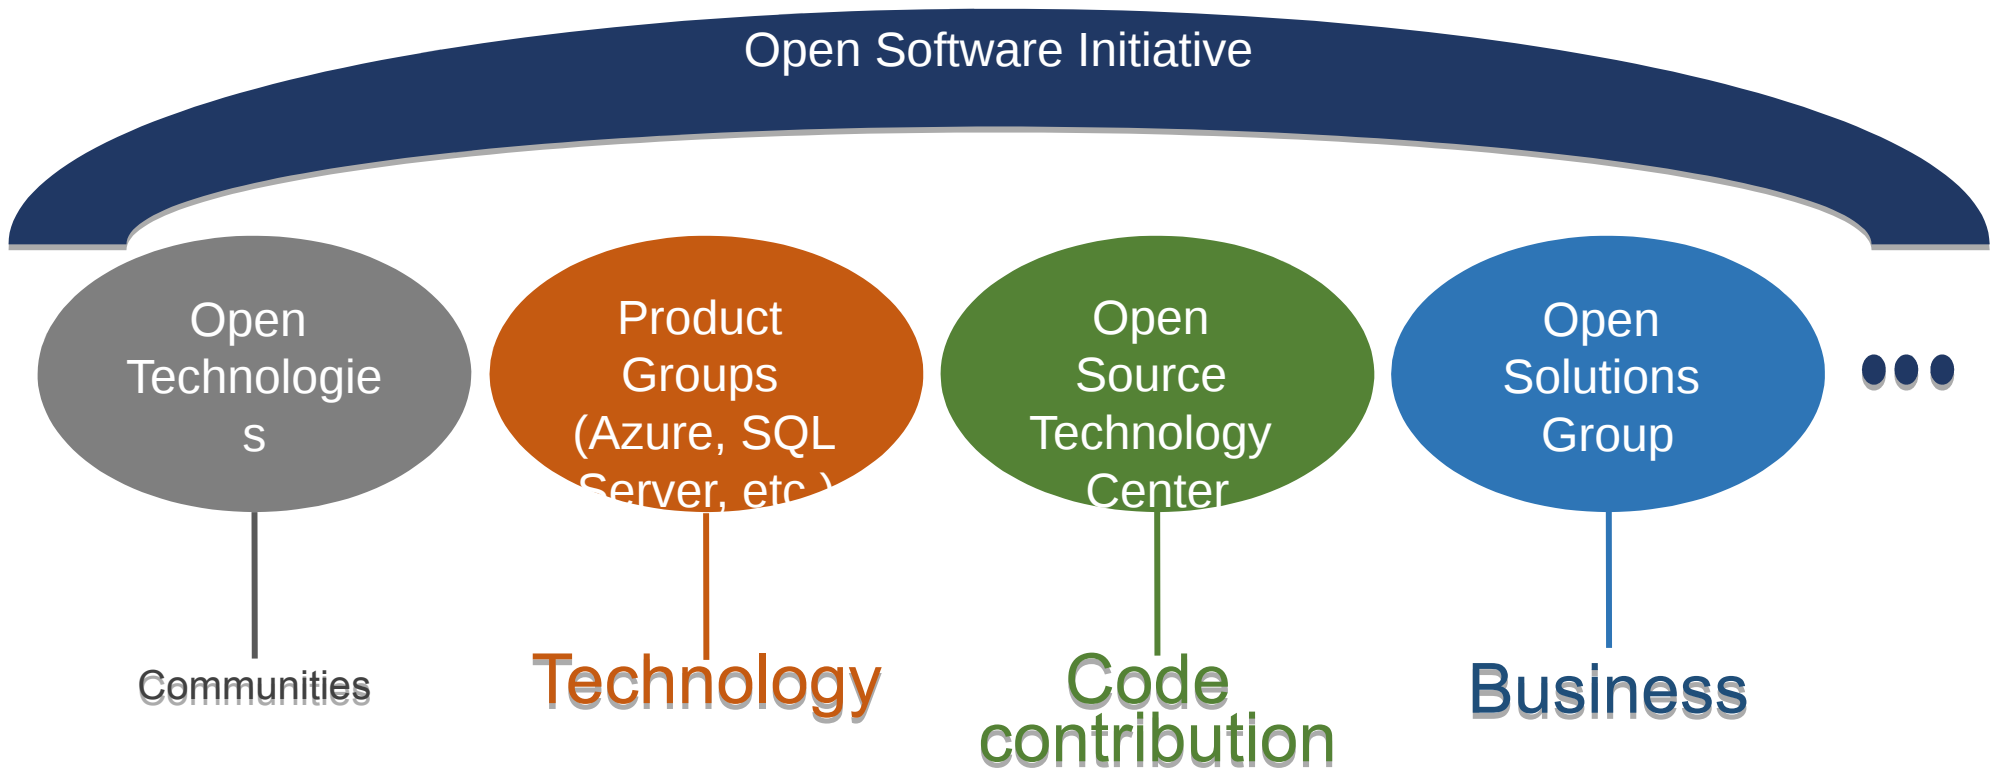 Open Software Initiative
Open
Technologie
s
Product
Groups
(Azure, SQL
Server, etc.)
Open
Source
Technology
Center
Open
Solutions
Group
Communities
Technology
Code
contribution
Business